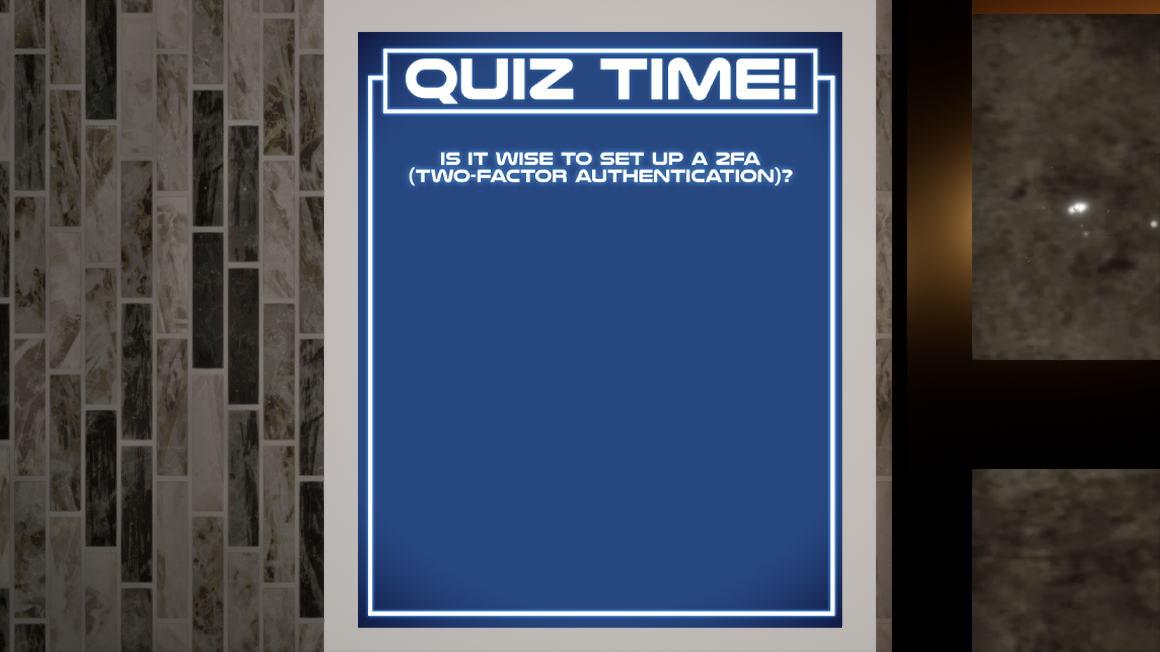 QUIZ TIME!
IS IT WISE TO SET UP A 2FA
(TWO-FACTOR AUTHENTICATION)?